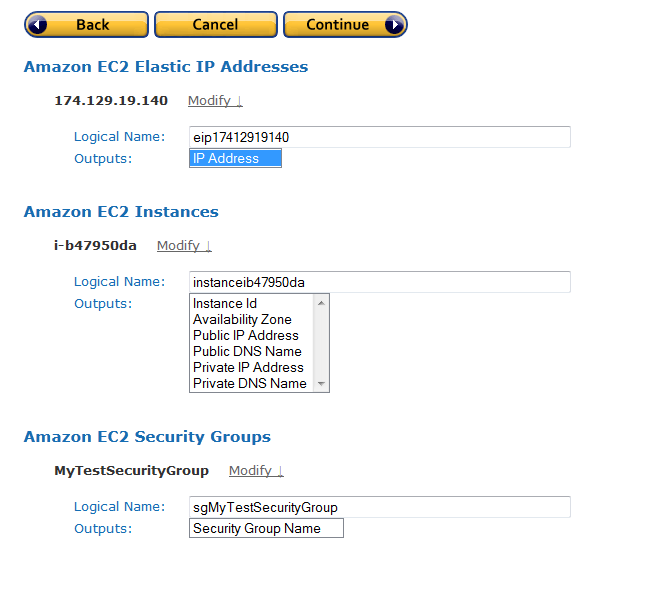 Back Cancel Continue
Amazon EC2 Elastic IP Addresses
174.129.19.140 Modify ↓
Logical Name: eip17412919140
Outputs: IP Address
Amazon EC2 Instances
i-b47950da Modify ↓
Logical Name: instanceib47950da
Outputs: Instance Id
Availability Zone
Public IP Address
Public DNS Name
Private IP Address
Private DNS Name
Amazon EC2 Security Groups
MyTestSecurityGroup Modify ↓
Logical Name: sgMyTestSecurityGroup
Outputs: Security Group Name